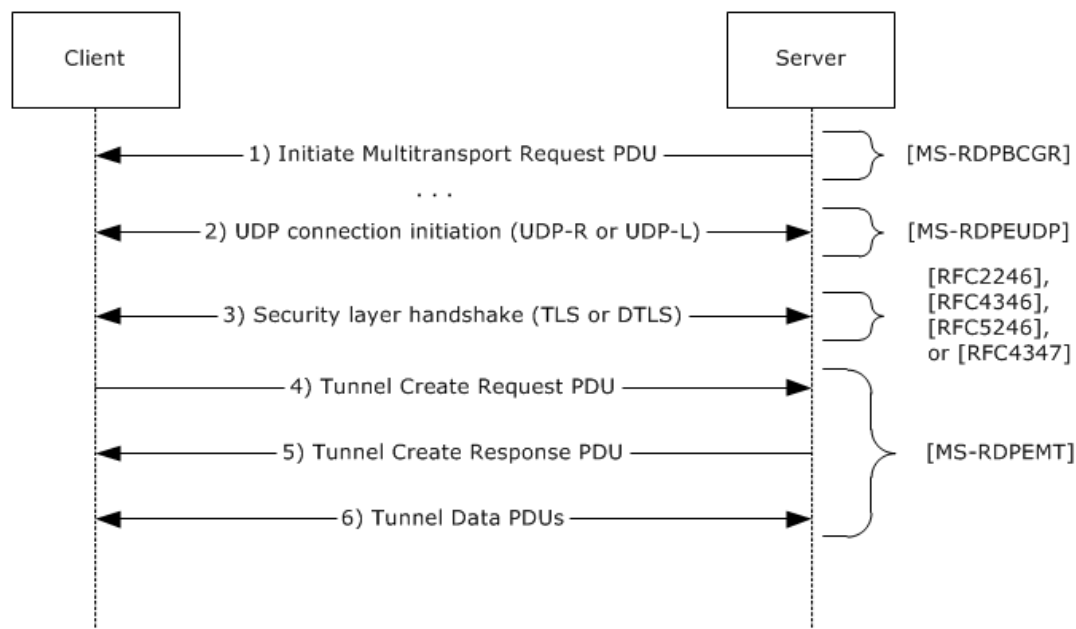 Client
Server
1) Initiate Multitransport Request PDU
[MS-RDPBCGR]
. . .
2) UDP connection initiation (UDP-R or UDP-L)
[MS-RDPEUDP]
3) Security layer handshake (TLS or DTLS)
[RFC2246],
[RFC4346],
[RFC5246],
or [RFC4347]
4) Tunnel Create Request PDU
5) Tunnel Create Response PDU
[MS-RDPEMT]
6) Tunnel Data PDUs